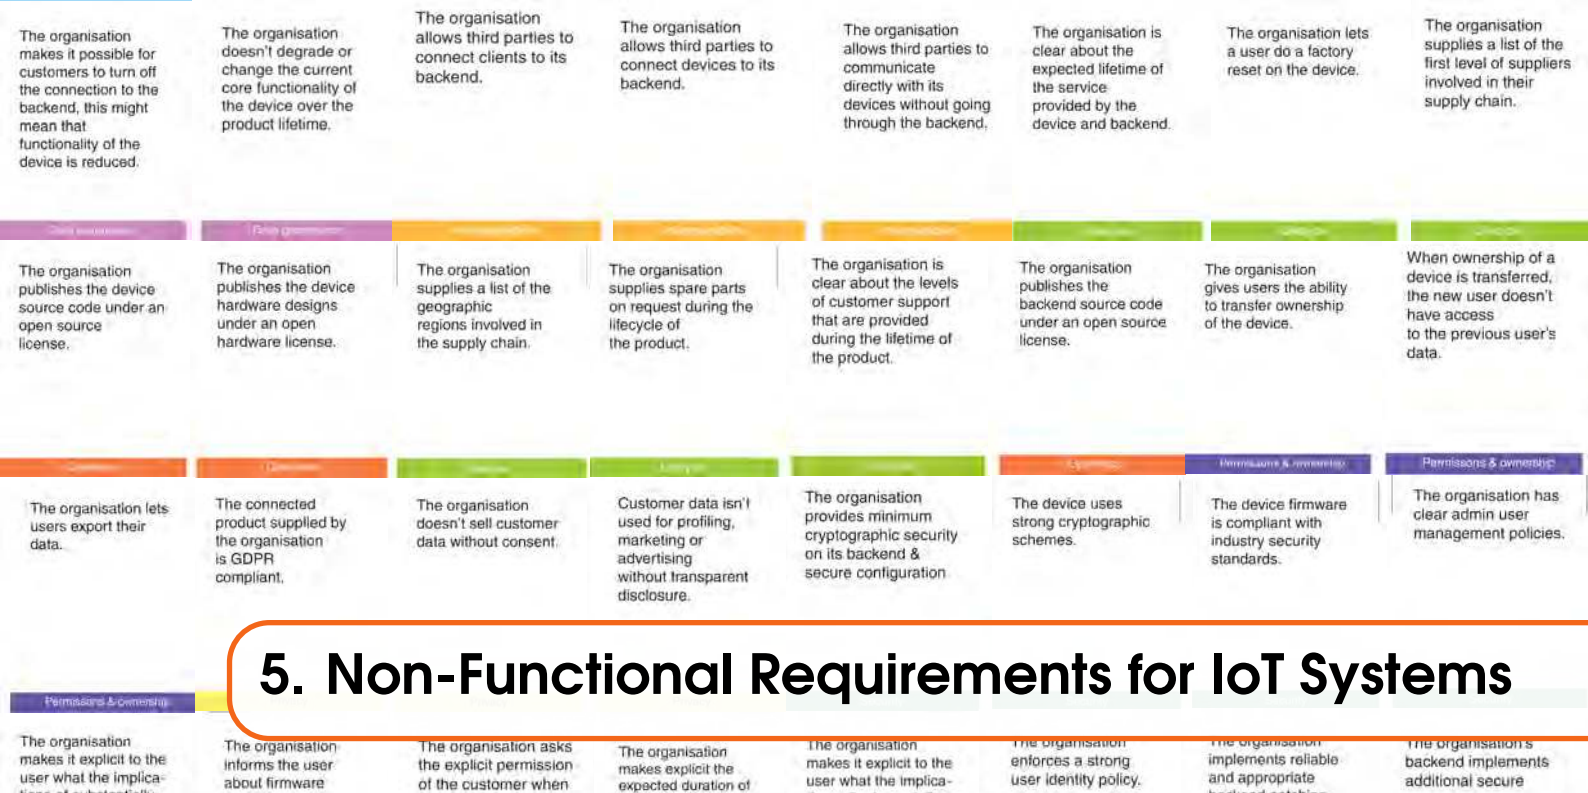 The organisation
makes it possible for
customers to turn off
the connection to the
backend, this might
mean that
functionality of the
device is reduced.
The organisation
doesn't degrade or
change the current
core functionality of
the device over the
product lifetime.
The organisation
allows third parties to
connect clients to its
backend.
The organisation
allows third parties to
connect devices to its
backend.
The organisation
allows third parties to
communicate
directly with its
devices without going
through the backend.
The organisation is
clear about the
expected lifetime of
the service
provided by the
device and backend.
The organisation lets
a user do a factory
reset on the device.
The organisation
supplies a list of the
first level of suppliers
involved in their
supply chain.
The organisation
publishes the device
source code under an
open source
license.
The organisation
publishes the device
hardware designs
under an open
hardware license.
The organisation
supplies a list of the
geographic
regions involved in
the supply chain.
The organisation
supplies spare parts
on request during the
lifecycle of
the product.
The organisation is
clear about the levels
of customer support
that are provided
during the lifetime of
the product.
The organisation
publishes the
backend source code
under an open source
license.
The organisation
gives users the ability
to transfer ownership
of the device.
When ownership of a
device is transferred,
the new user doesn't
have access
to the previous user's
data.
Permissions & ownership
Permissions & ownership
The organisation lets
users export their
data.
The connected
product supplied by
the organisation
is GDPR
compliant.
The organisation
doesn't sell customer
data without consent.
Customer data isn't
used for profiling,
marketing or
advertising
without transparent
disclosure.
The organisation
provides minimum
cryptographic security
on its backend &
secure configuration
The device uses
strong cryptographic
schemes.
The device firmware
is compliant with
industry security
standards.
The organisation has
clear admin user
management policies.
5. Non-Functional Requirements for IoT Systems
Permissions & ownership
The organisation
makes it explicit to the
user what the implica-
The organisation
informs the user
about firmware
The organisation asks
the explicit permission
of the customer when
The organisation
makes explicit the
expected duration of
The organisation
makes it explicit to the
user what the implica-
The organisation
enforces a strong
user identity policy.
The organisation
implements reliable
and appropriate
The organisation's
backend implements
additional secure